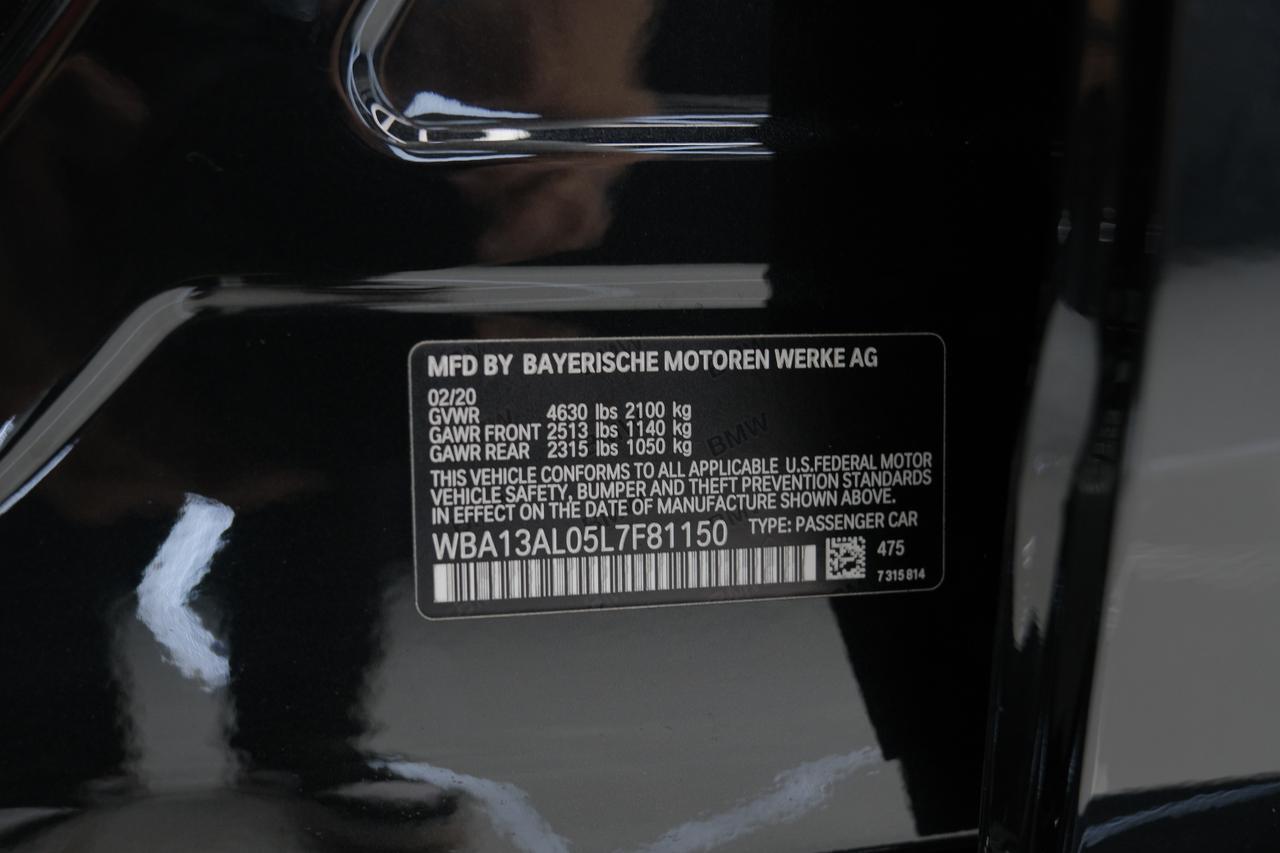 MFD BY BAYERISCHE MOTOREN WERKE AG
02/20
GVWR 4630 lbs 2100 kg
GAWR FRONT 2513 lbs 1140 kg
GAWR REAR 2315 lbs 1050 kg
THIS VEHICLE CONFORMS TO ALL APPLICABLE U.S.FEDERAL MOTOR
VEHICLE SAFETY, BUMPER AND THEFT PREVENTION STANDARDS
IN EFFECT ON THE DATE OF MANUFACTURE SHOWN ABOVE.
WBA13AL05L7F81150 TYPE: PASSENGER CAR
475
7 315 814
BMW